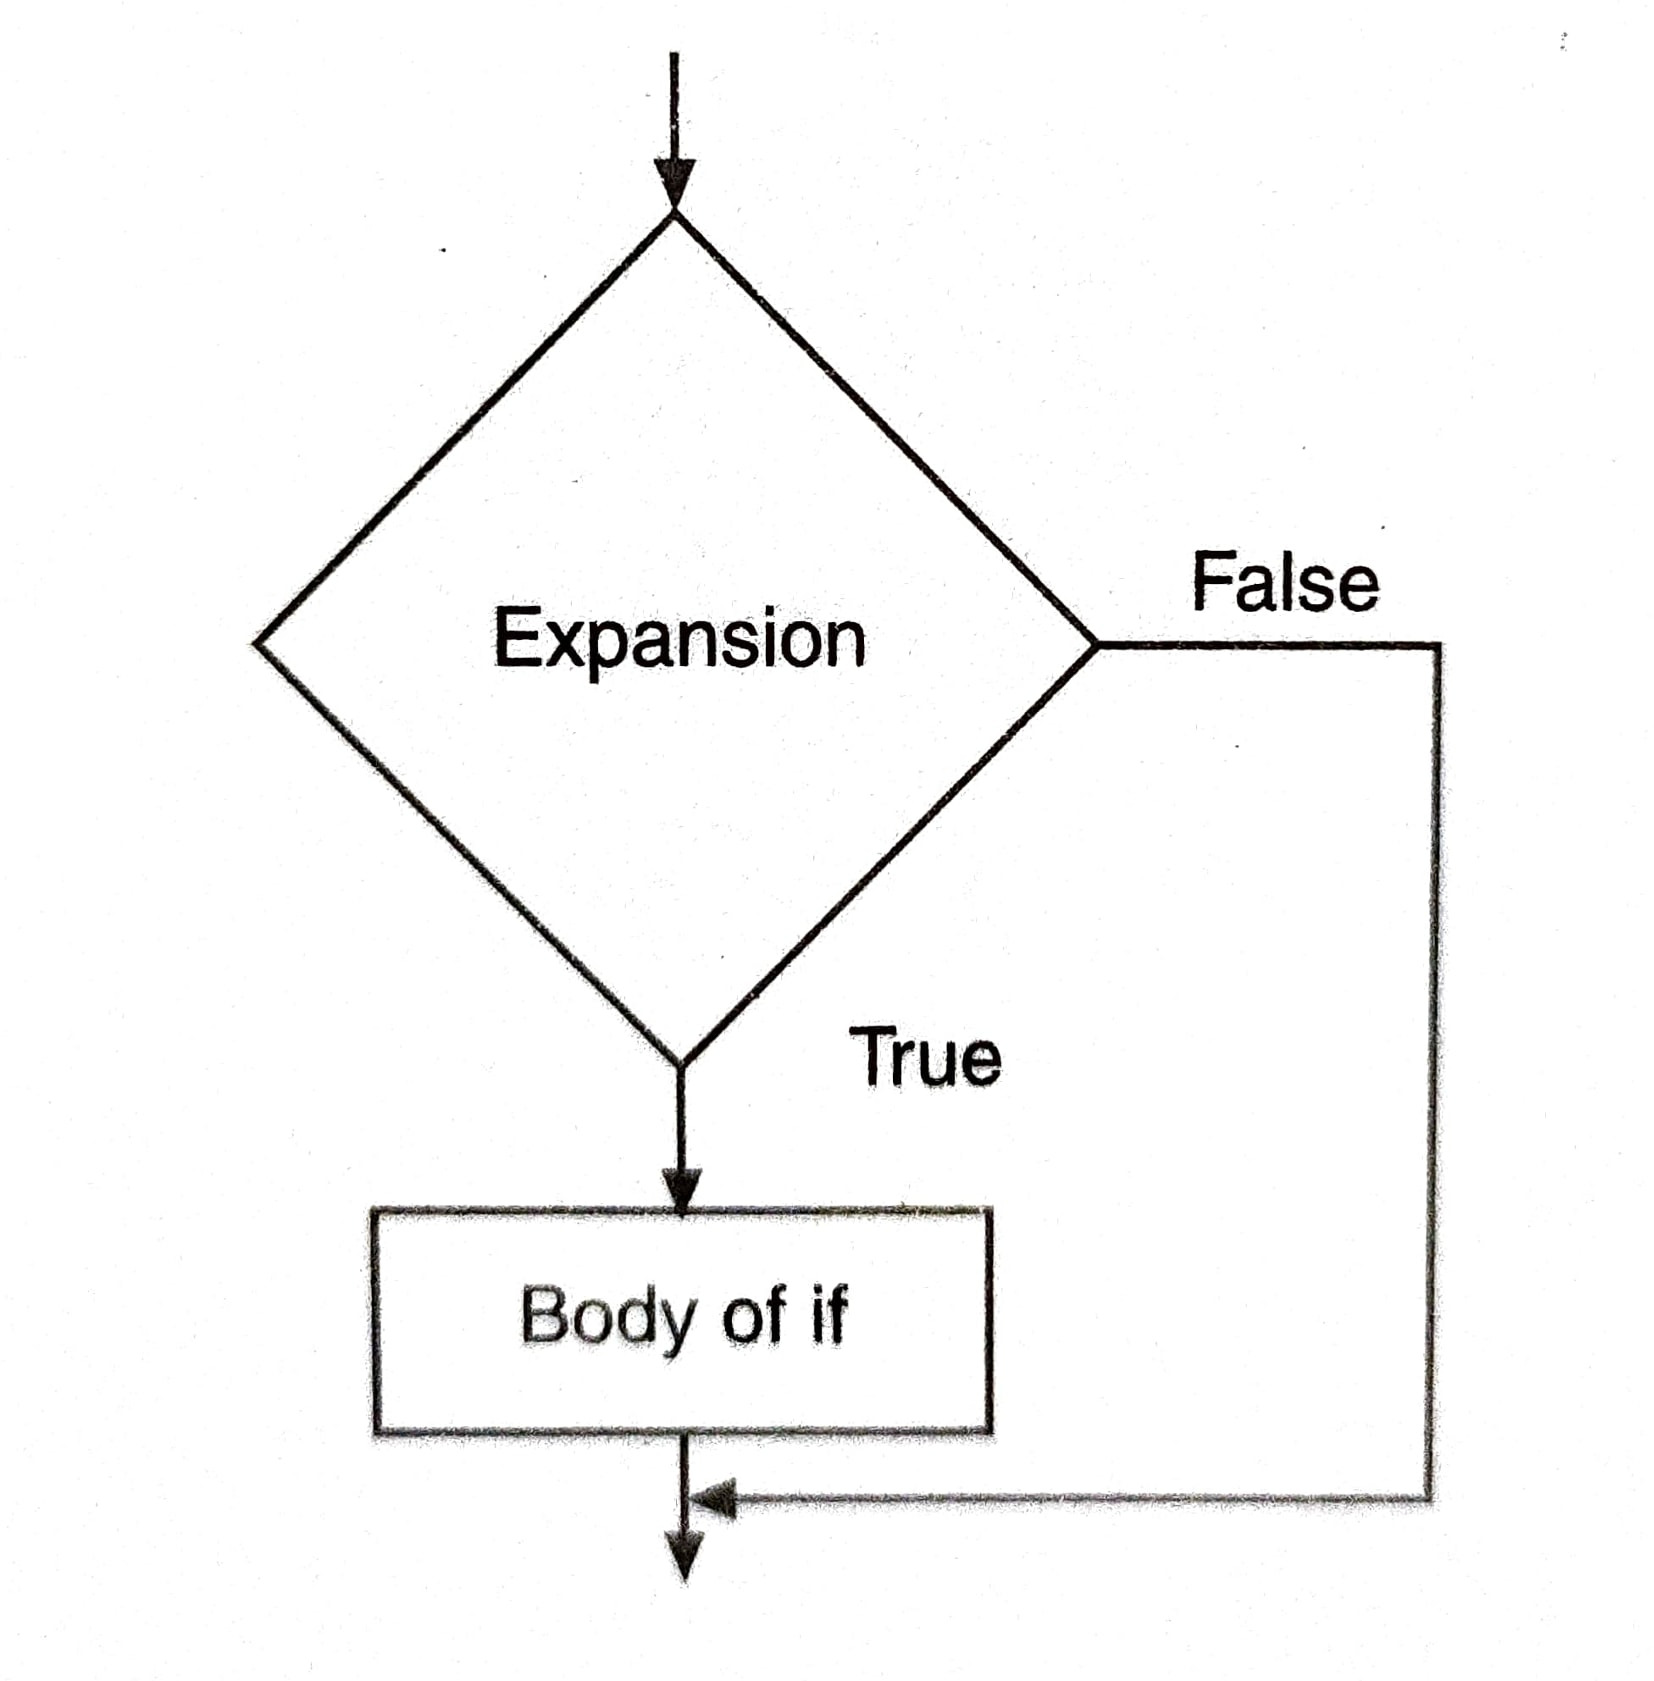 False
Expansion
True
Body of if